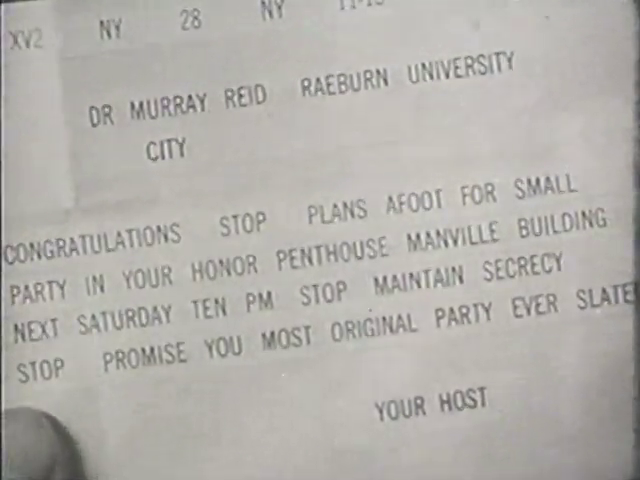 XV2 NY 28 NY
DR MURRAY REID RAEBURN UNIVERSITY
CITY
CONGRATULATIONS STOP PLANS AFOOT FOR SMALL
PARTY IN YOUR HONOR PENTHOUSE MANVILLE BUILDING
NEXT SATURDAY TEN PM STOP MAINTAIN SECRECY
STOP PROMISE YOU MOST ORIGINAL PARTY EVER SLATE
YOUR HOST